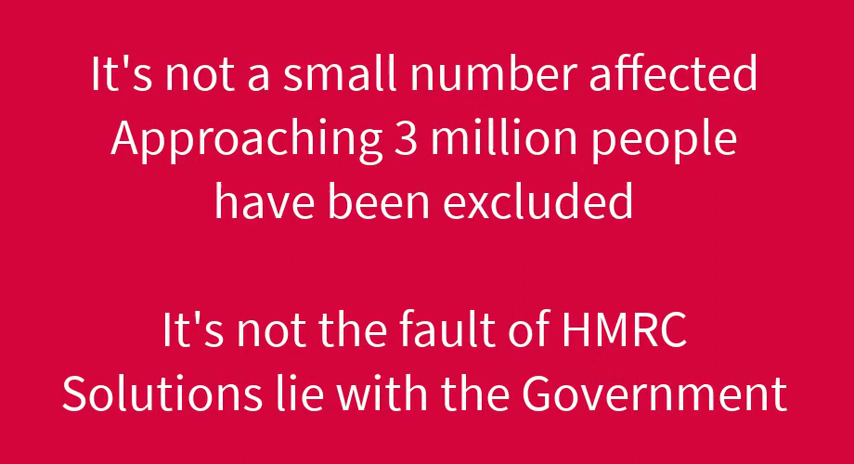 It's not a small number affected
Approaching 3 million people
have been excluded
It's not the fault of HMRC
Solutions lie with the Government